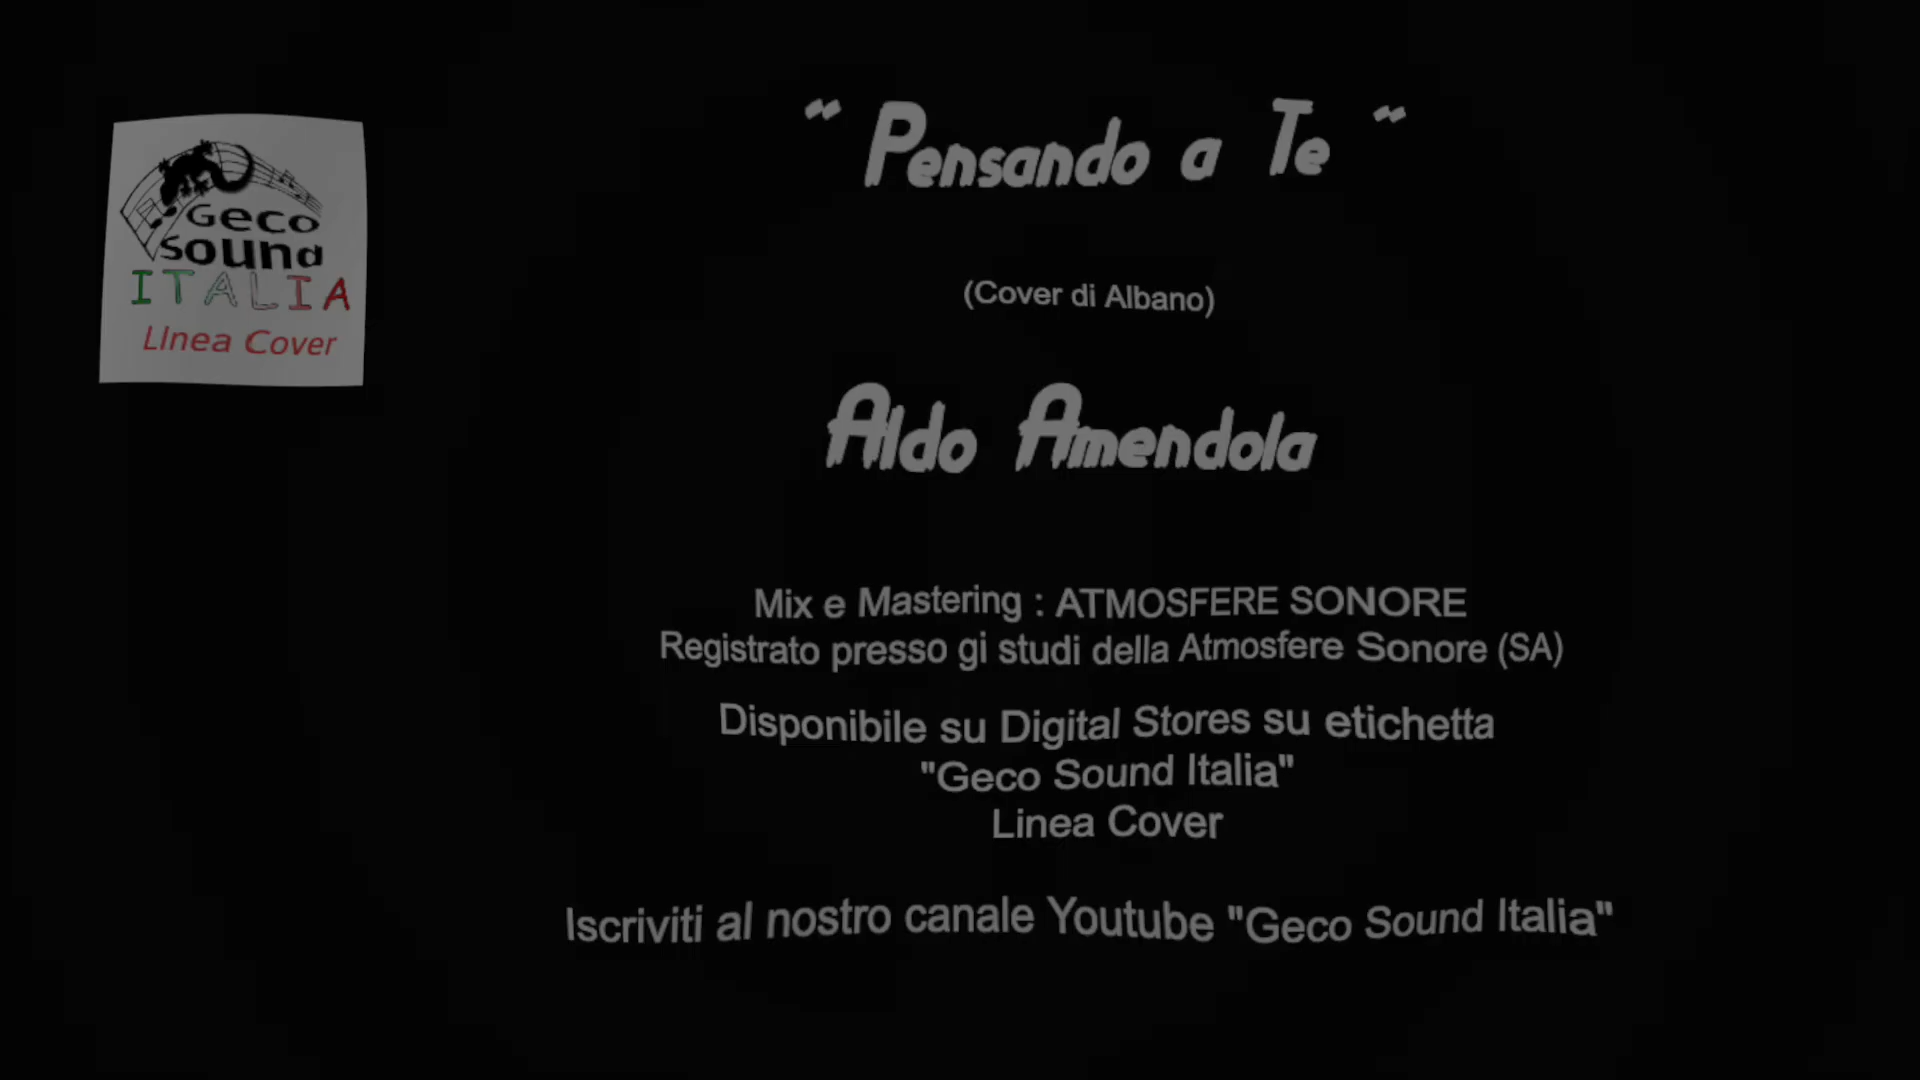 Geco
Sound
ITALIA
LInea Cover
" Pensando a Te "
(Cover di Albano)
Aldo Amendola
Mix e Mastering : ATMOSFERE SONORE
Registrato presso gi studi della Atmosfere Sonore (SA)
Disponibile su Digital Stores su etichetta
"Geco Sound Italia"
Linea Cover
Iscriviti al nostro canale Youtube "Geco Sound Italia"